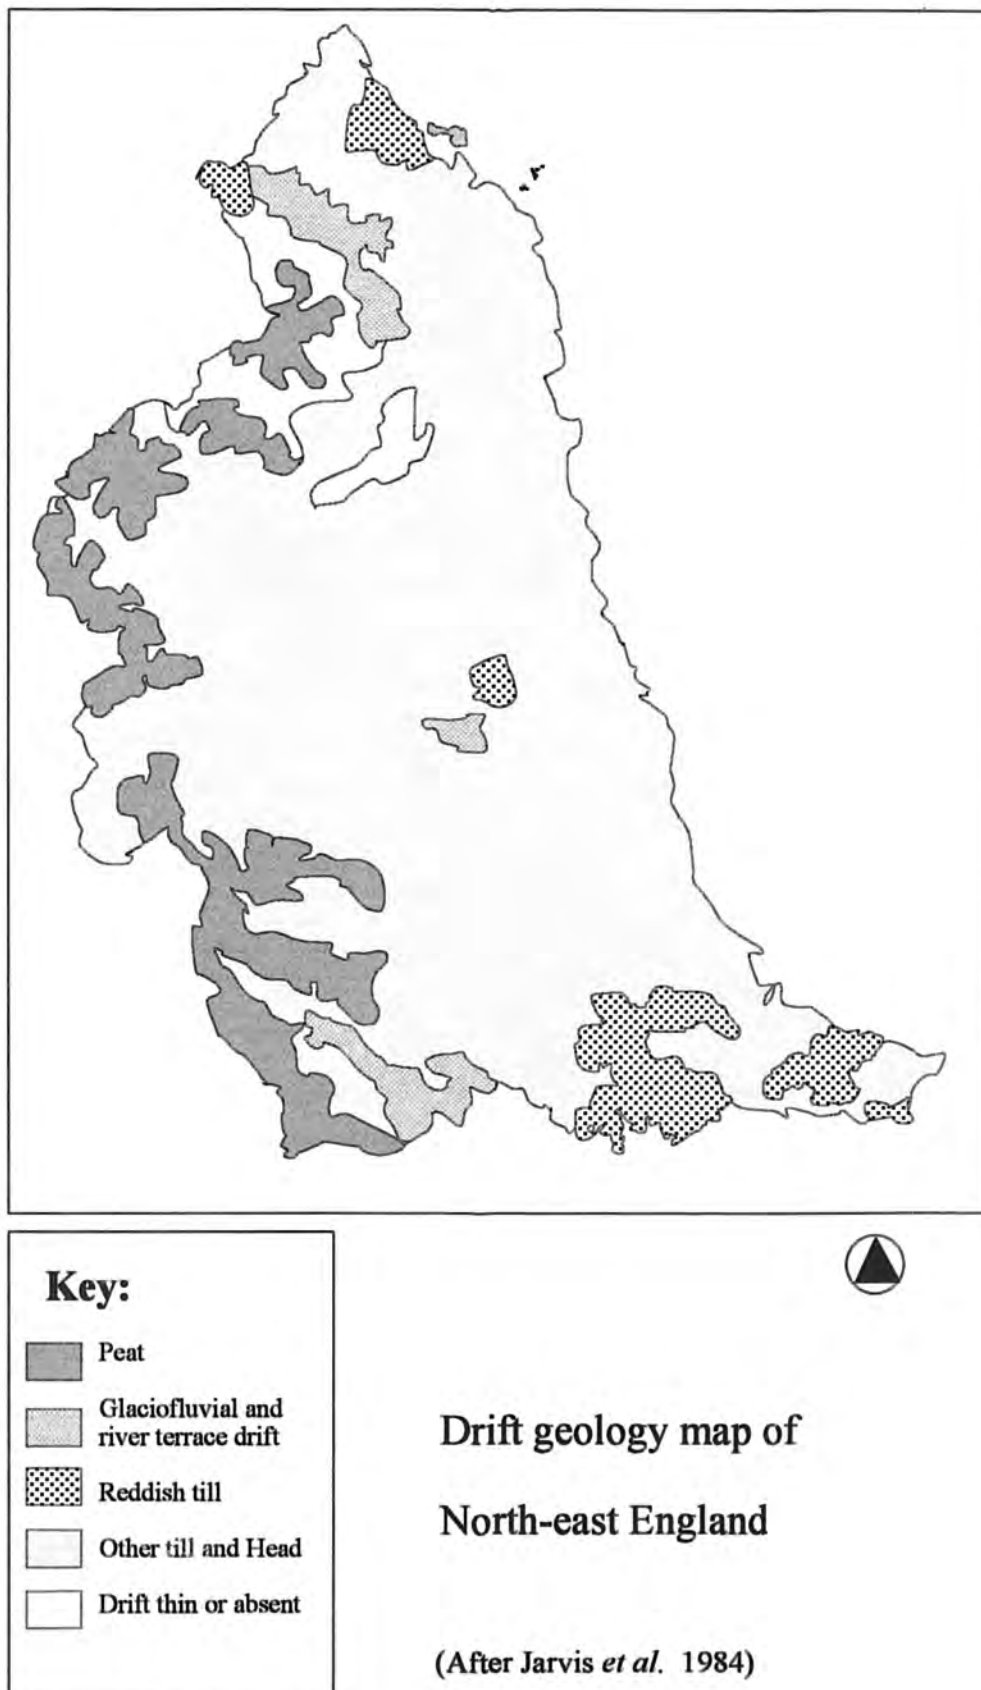 Key:
Peat
Glaciofluvial and
river terrace drift
Reddish till
Other till and Head
Drift thin or absent
Drift geology map of
North-east England
(After Jarvis et al. 1984)